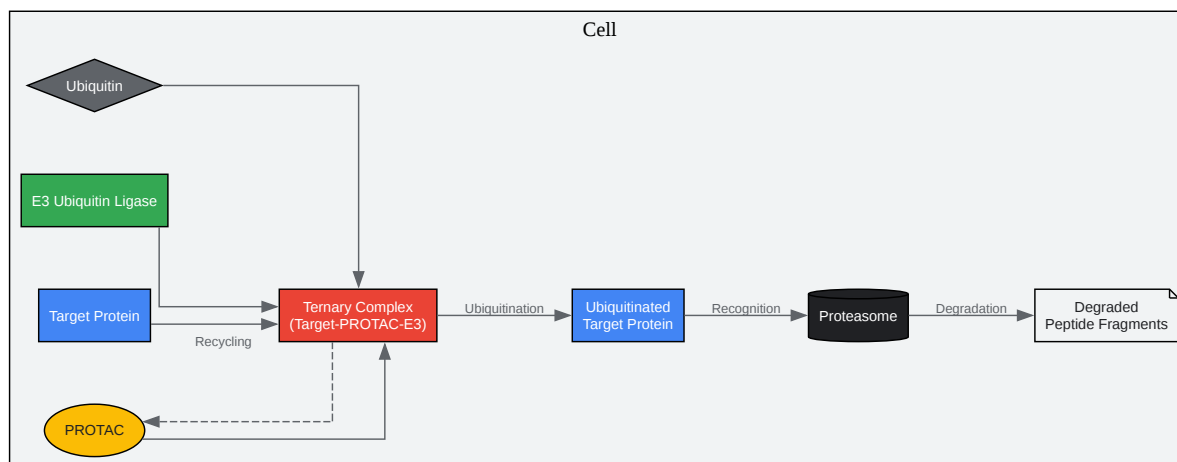 Cell
Ubiquitin
E3 Ubiquitin Ligase
Target Protein
Recycling
PROTAC
Ternary Complex
(Target-PROTAC-E3)
Ubiquitination
Ubiquitinated
Target Protein
Recognition
Proteasome
Degradation
Degraded
Peptide Fragments